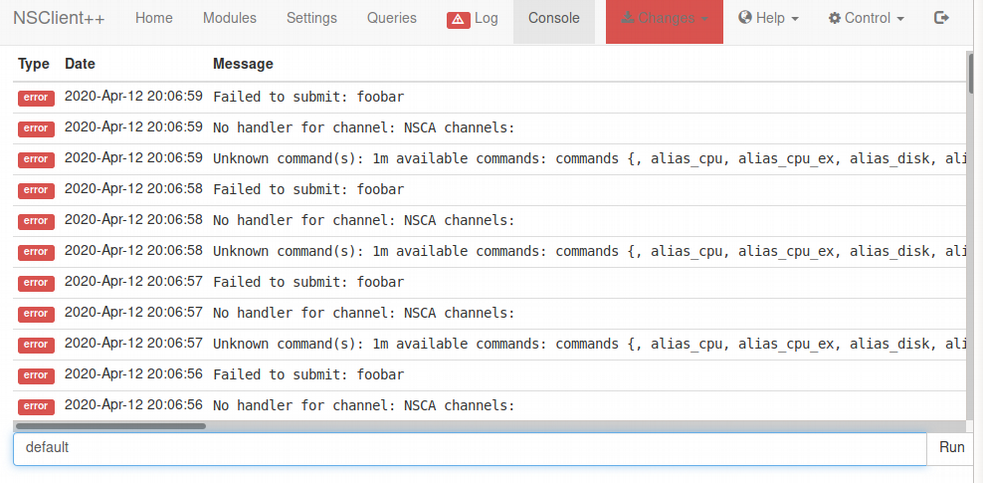 NSClient++ Home Modules Settings Queries Log Console Changes Help Control
Type Date Message
error 2020-Apr-12 20:06:59 Failed to submit: foobar
error 2020-Apr-12 20:06:59 No handler for channel: NSCA channels:
error 2020-Apr-12 20:06:59 Unknown command(s): 1m available commands: commands {, alias_cpu, alias_cpu_ex, alias_disk, ali
error 2020-Apr-12 20:06:58 Failed to submit: foobar
error 2020-Apr-12 20:06:58 No handler for channel: NSCA channels:
error 2020-Apr-12 20:06:58 Unknown command(s): 1m available commands: commands {, alias_cpu, alias_cpu_ex, alias_disk, ali
error 2020-Apr-12 20:06:57 Failed to submit: foobar
error 2020-Apr-12 20:06:57 No handler for channel: NSCA channels:
error 2020-Apr-12 20:06:57 Unknown command(s): 1m available commands: commands {, alias_cpu, alias_cpu_ex, alias_disk, ali
error 2020-Apr-12 20:06:56 Failed to submit: foobar
error 2020-Apr-12 20:06:56 No handler for channel: NSCA channels:
default Run